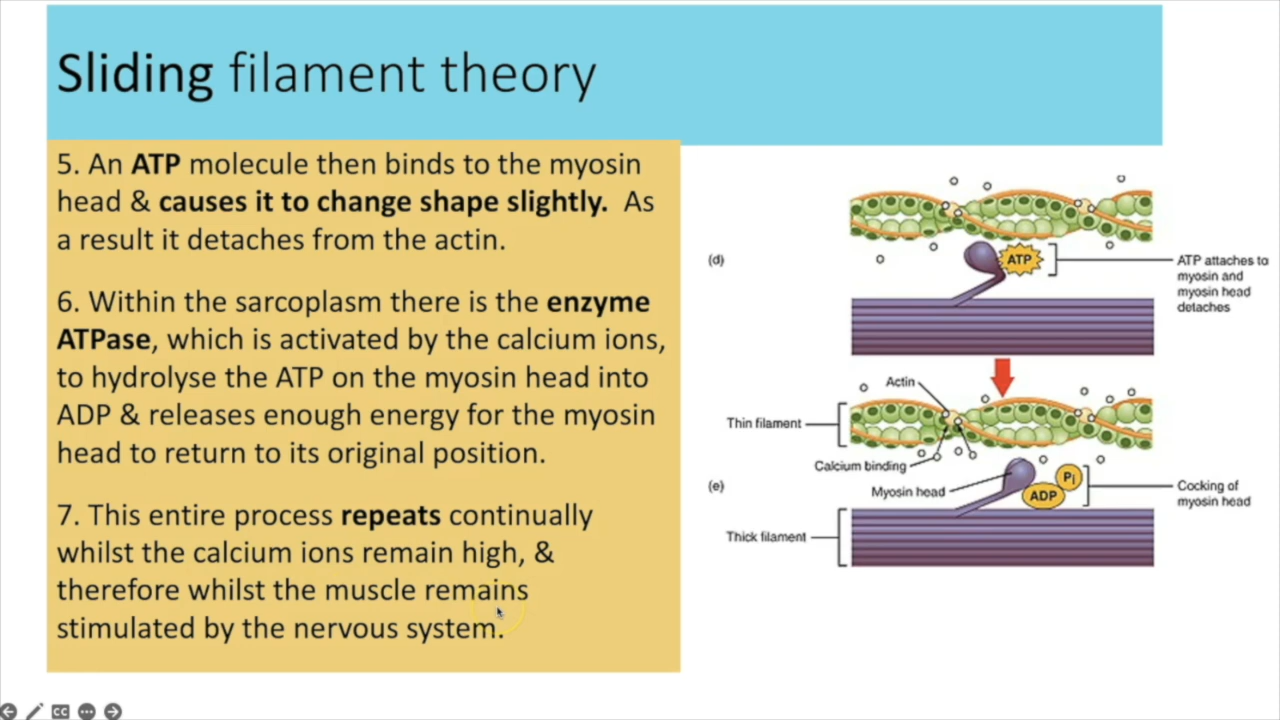 Sliding filament theory
5. An ATP molecule then binds to the myosin
head & causes it to change shape slightly. As
a result it detaches from the actin.
6. Within the sarcoplasm there is the enzyme
ATPase, which is activated by the calcium ions,
to hydrolyse the ATP on the myosin head into
ADP & releases enough energy for the myosin
head to return to its original position.
7. This entire process repeats continually
whilst the calcium ions remain high, &
therefore whilst the muscle remains
stimulated by the nervous system.
(d)
ATP
ATP attaches to
myosin and
myosin head
detaches
Actin
Thin filament
Calcium binding
(e)
Myosin head
Pi
ADP
Cocking of
myosin head
Thick filament
CC